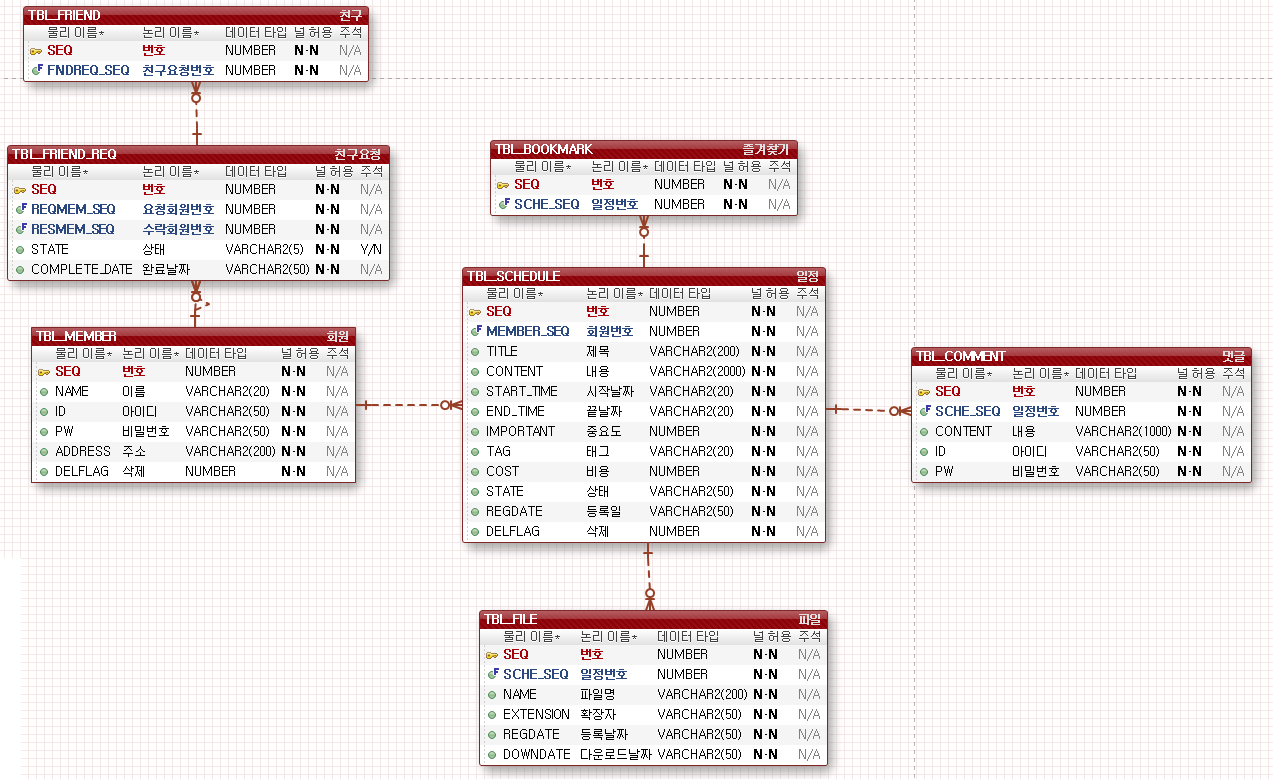 TBL_FRIEND 친구
물리 이름* 논리 이름* 데이터 타입 널 허용 주석
SEQ 번호 NUMBER N-N N/A
FNDREQ_SEQ 친구요청번호 NUMBER N-N N/A
TBL_FRIEND_REQ 친구요청
물리 이름* 논리 이름* 데이터 타입 널 허용 주석
SEQ 번호 NUMBER N-N N/A
REQMEM_SEQ 요청회원번호 NUMBER N-N N/A
RESMEM_SEQ 수락회원번호 NUMBER N-N N/A
STATE 상태 VARCHAR2(5) N-N Y/N
COMPLETE_DATE 완료날짜 VARCHAR2(50) N-N N/A
TBL_MEMBER 회원
물리 이름* 논리 이름* 데이터 타입 널 허용 주석
SEQ 번호 NUMBER N-N N/A
NAME 이름 VARCHAR2(20) N-N N/A
ID 아이디 VARCHAR2(50) N-N N/A
PW 비밀번호 VARCHAR2(50) N-N N/A
ADDRESS 주소 VARCHAR2(200) N-N N/A
DELFLAG 삭제 NUMBER N-N N/A
TBL_BOOKMARK 즐겨찾기
물리 이름* 논리 이름* 데이터 타입 널 허용 주석
SEQ 번호 NUMBER N-N N/A
SCHE_SEQ 일정번호 NUMBER N-N N/A
TBL_SCHEDULE 일정
물리 이름* 논리 이름* 데이터 타입 널 허용 주석
SEQ 번호 NUMBER N-N N/A
MEMBER_SEQ 회원번호 NUMBER N-N N/A
TITLE 제목 VARCHAR2(200) N-N N/A
CONTENT 내용 VARCHAR2(2000) N-N N/A
START_TIME 시작날짜 VARCHAR2(20) N-N N/A
END_TIME 끝날짜 VARCHAR2(20) N-N N/A
IMPORTANT 중요도 NUMBER N-N N/A
TAG 태그 VARCHAR2(20) N-N N/A
COST 비용 NUMBER N-N N/A
STATE 상태 VARCHAR2(50) N-N N/A
REGDATE 등록일 VARCHAR2(50) N-N N/A
DELFLAG 삭제 NUMBER N-N N/A
TBL_COMMENT 댓글
물리 이름* 논리 이름* 데이터 타입 널 허용 주석
SEQ 번호 NUMBER N-N N/A
SCHE_SEQ 일정번호 NUMBER N-N N/A
CONTENT 내용 VARCHAR2(1000) N-N N/A
ID 아이디 VARCHAR2(50) N-N N/A
PW 비밀번호 VARCHAR2(50) N-N N/A
TBL_FILE 파일
물리 이름* 논리 이름* 데이터 타입 널 허용 주석
SEQ 번호 NUMBER N-N N/A
SCHE_SEQ 일정번호 NUMBER N-N N/A
NAME 파일명 VARCHAR2(200) N-N N/A
EXTENSION 확장자 VARCHAR2(50) N-N N/A
REGDATE 등록날짜 VARCHAR2(50) N-N N/A
DOWNDATE 다운로드날짜 VARCHAR2(50) N-N N/A